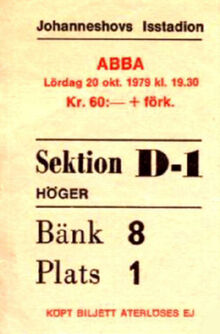 Johanneshovs Isstadion
ABBA
Lördag 20 okt. 1979 kl. 19.30
Kr. 60:— + förk.
Sektion D-1
HÖGER
Bänk 8
Plats 1
KÖPT BILJETT ÅTERLÖSES EJ